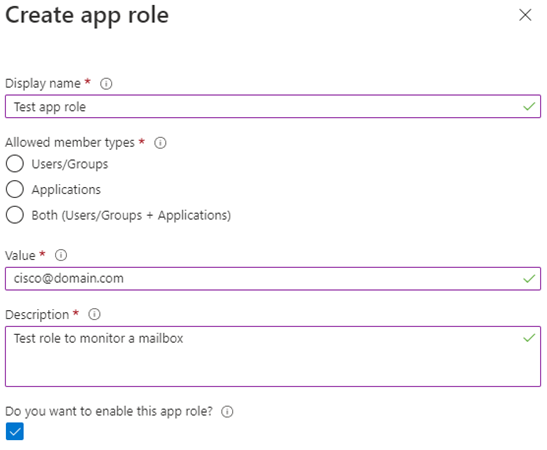 Create app role
Display name *
Test app role
Allowed member types *
Users/Groups
Applications
Both (Users/Groups + Applications)
Value *
cisco@domain.com
Description *
Test role to monitor a mailbox
Do you want to enable this app role?